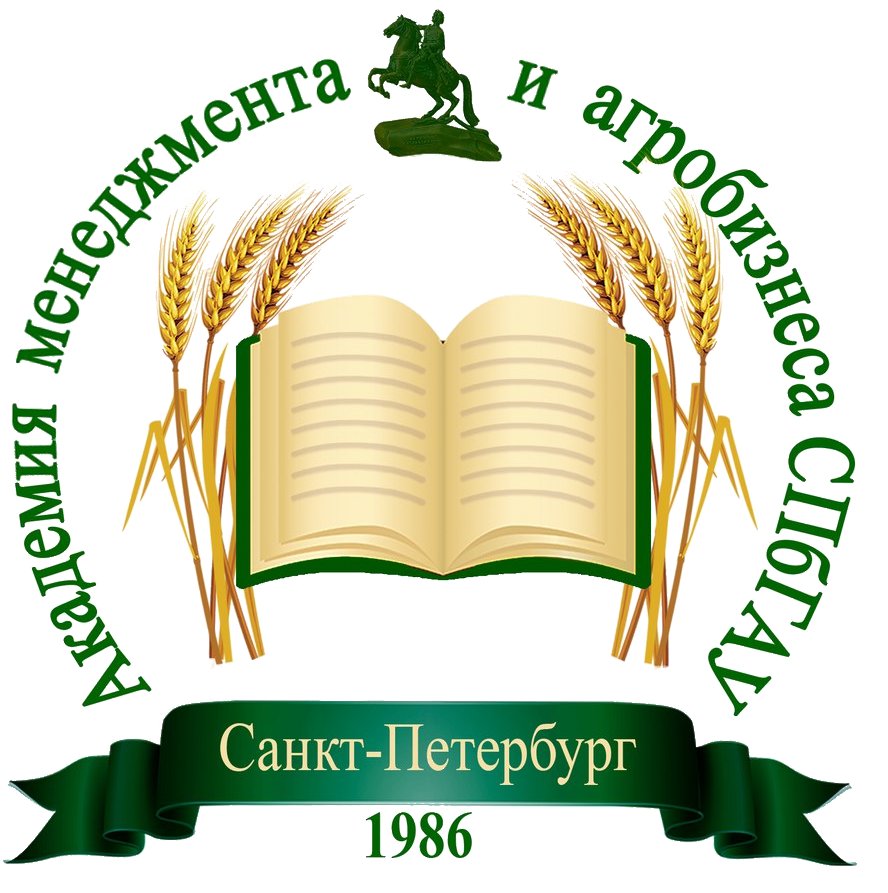 Академия менеджмента и агробизнеса СПбГАУ
Санкт-Петербург
1986